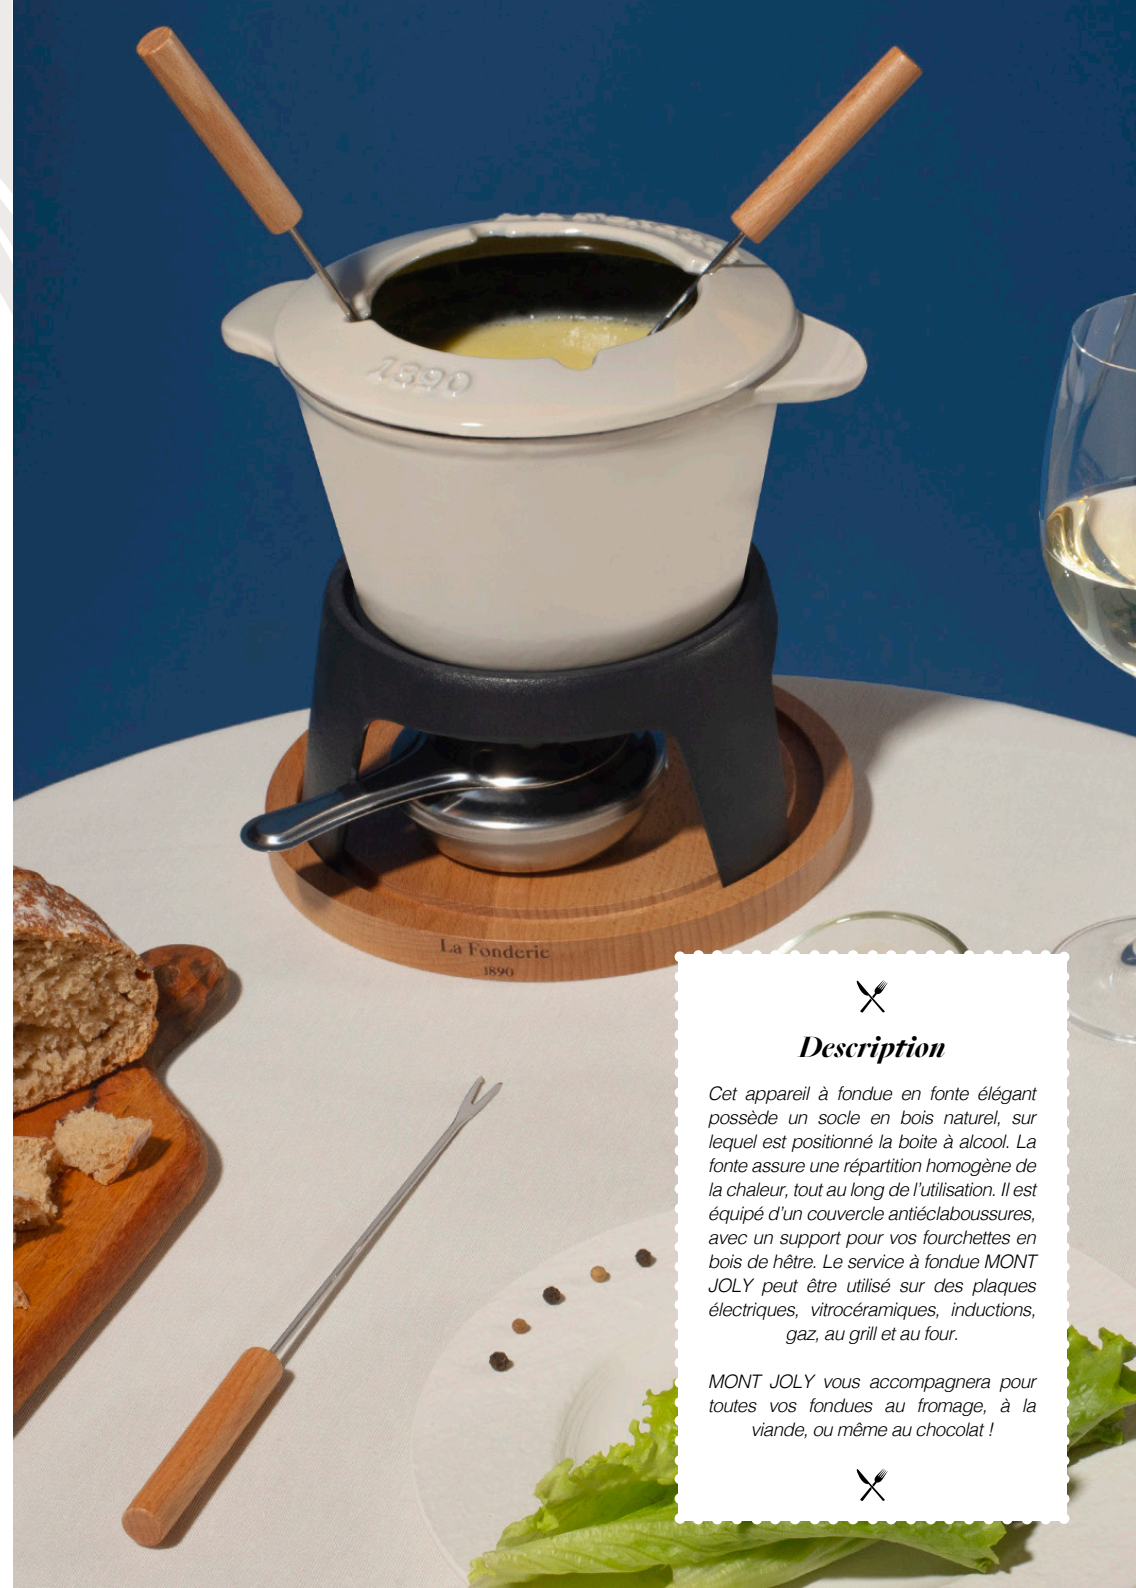 1890
La Fonderie
1890
Description
Cet appareil à fondue en fonte élégant
possède un socle en bois naturel, sur
lequel est positionné la boite à alcool. La
fonte assure une répartition homogène de
la chaleur, tout au long de l'utilisation. Il est
équipé d'un couvercle antiéclaboussures,
avec un support pour vos fourchettes en
bois de hêtre. Le service à fondue MONT
JOLY peut être utilisé sur des plaques
électriques, vitrocéramiques, inductions,
gaz, au grill et au four.
MONT JOLY vous accompagnera pour
toutes vos fondues au fromage, à la
viande, ou même au chocolat !